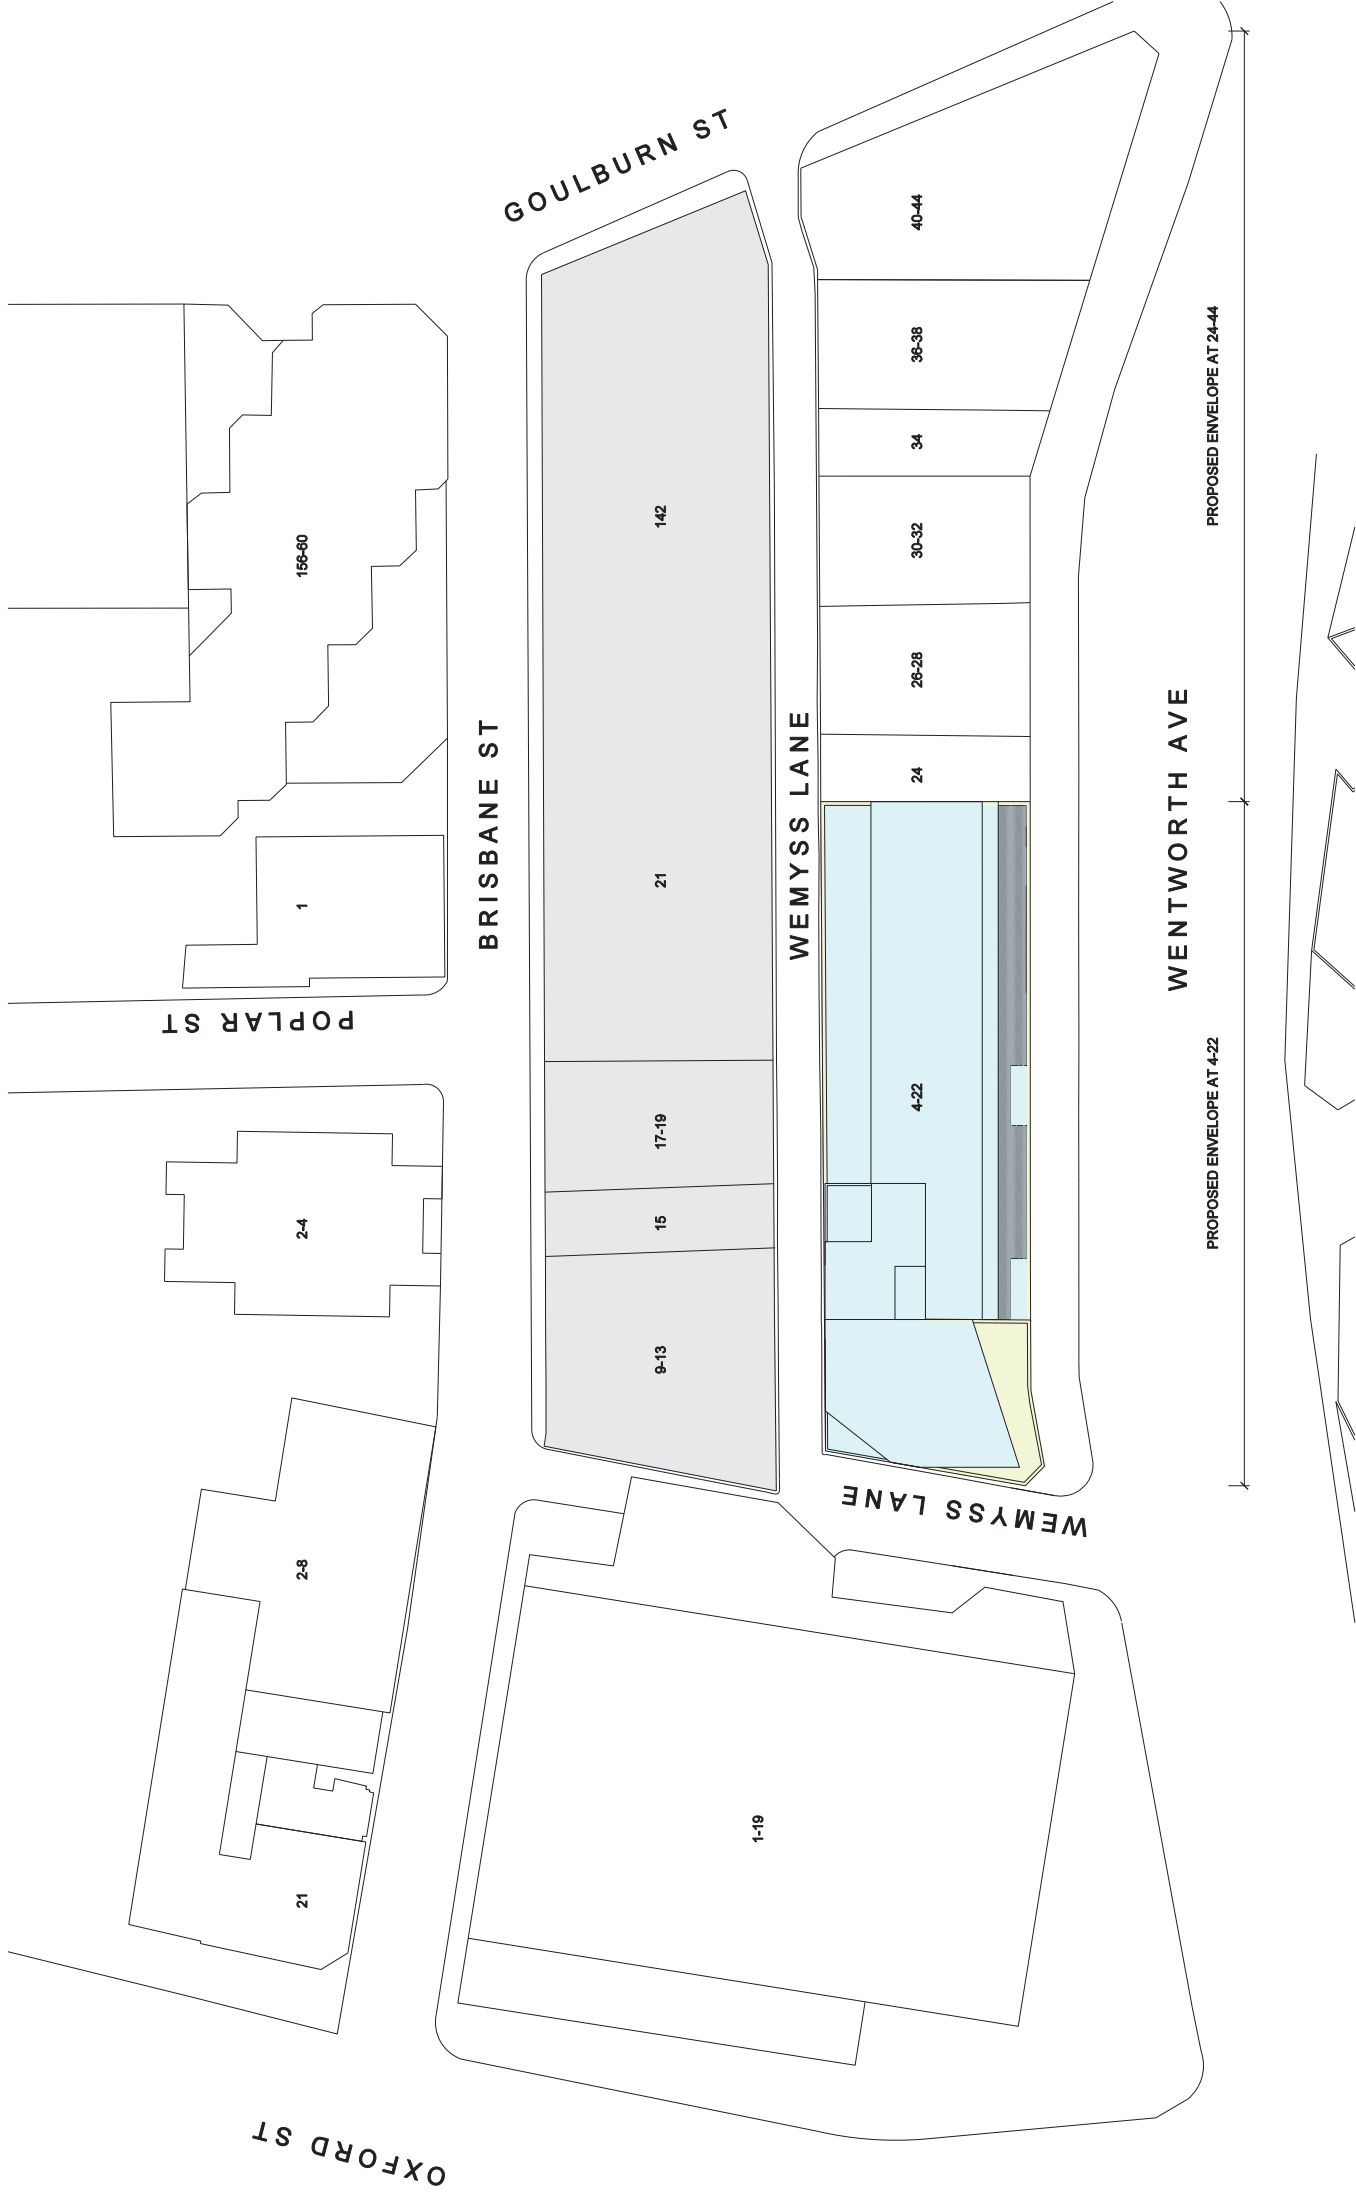 GOULBURN ST
40-44
36-38
34
142
30-32
156-60
26-28
24
PROPOSED ENVELOPE AT 24-44
BRISBANE ST
WEMYSS LANE
WENTWORTH AVE
1
21
POPLAR ST
4-22
PROPOSED ENVELOPE AT 4-22
17-19
15
2-4
9-13
WEMYSS LANE
2-8
1-19
21
OXFORD ST